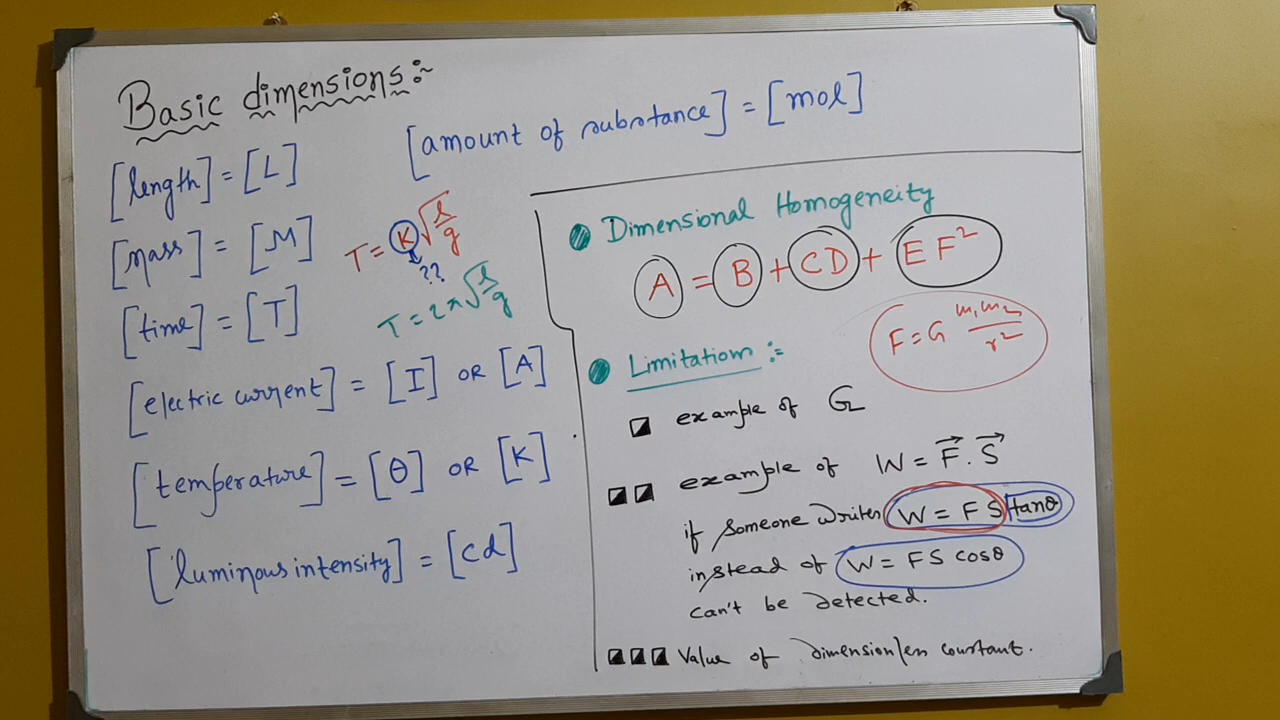 Basic dimensions:-
[amount of substance] = [mol]
[length] = [L]
[mass] = [M]
[time] = [T]
[electric current] = [I] OR [A]
[temperature] = [θ] OR [K]
[luminous intensity] = [Cd]
T = K√l/g
??
T = 2π√l/g
Dimensional Homogeneity
A = B + CD + EF²
F = G m₁m₂/r²
Limitation :-
example of G
example of W = F⃗ . S⃗
if someone writes W = FS tanθ
instead of W = FS cosθ
can't be detected.
Value of dimensionless constant.